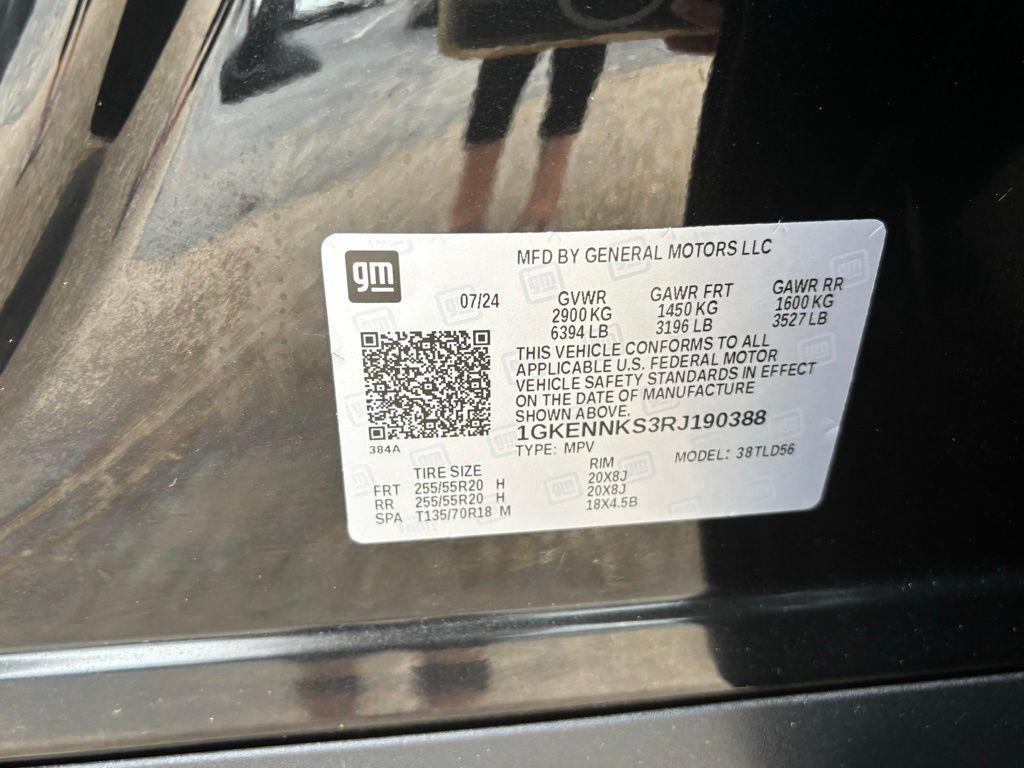 gm
MFD BY GENERAL MOTORS LLC
07/24
GVWR
2900 KG
6394 LB
GAWR FRT
1450 KG
3196 LB
GAWR RR
1600 KG
3527 LB
THIS VEHICLE CONFORMS TO ALL
APPLICABLE U.S. FEDERAL MOTOR
VEHICLE SAFETY STANDARDS IN EFFECT
ON THE DATE OF MANUFACTURE
SHOWN ABOVE.
1GKENNKS3RJ190388
384A
TYPE: MPV
MODEL: 38TLD56
TIRE SIZE
RIM
FRT 255/55R20 H 20X8J
RR 255/55R20 H 20X8J
SPA T135/70R18 M 18X4.5B